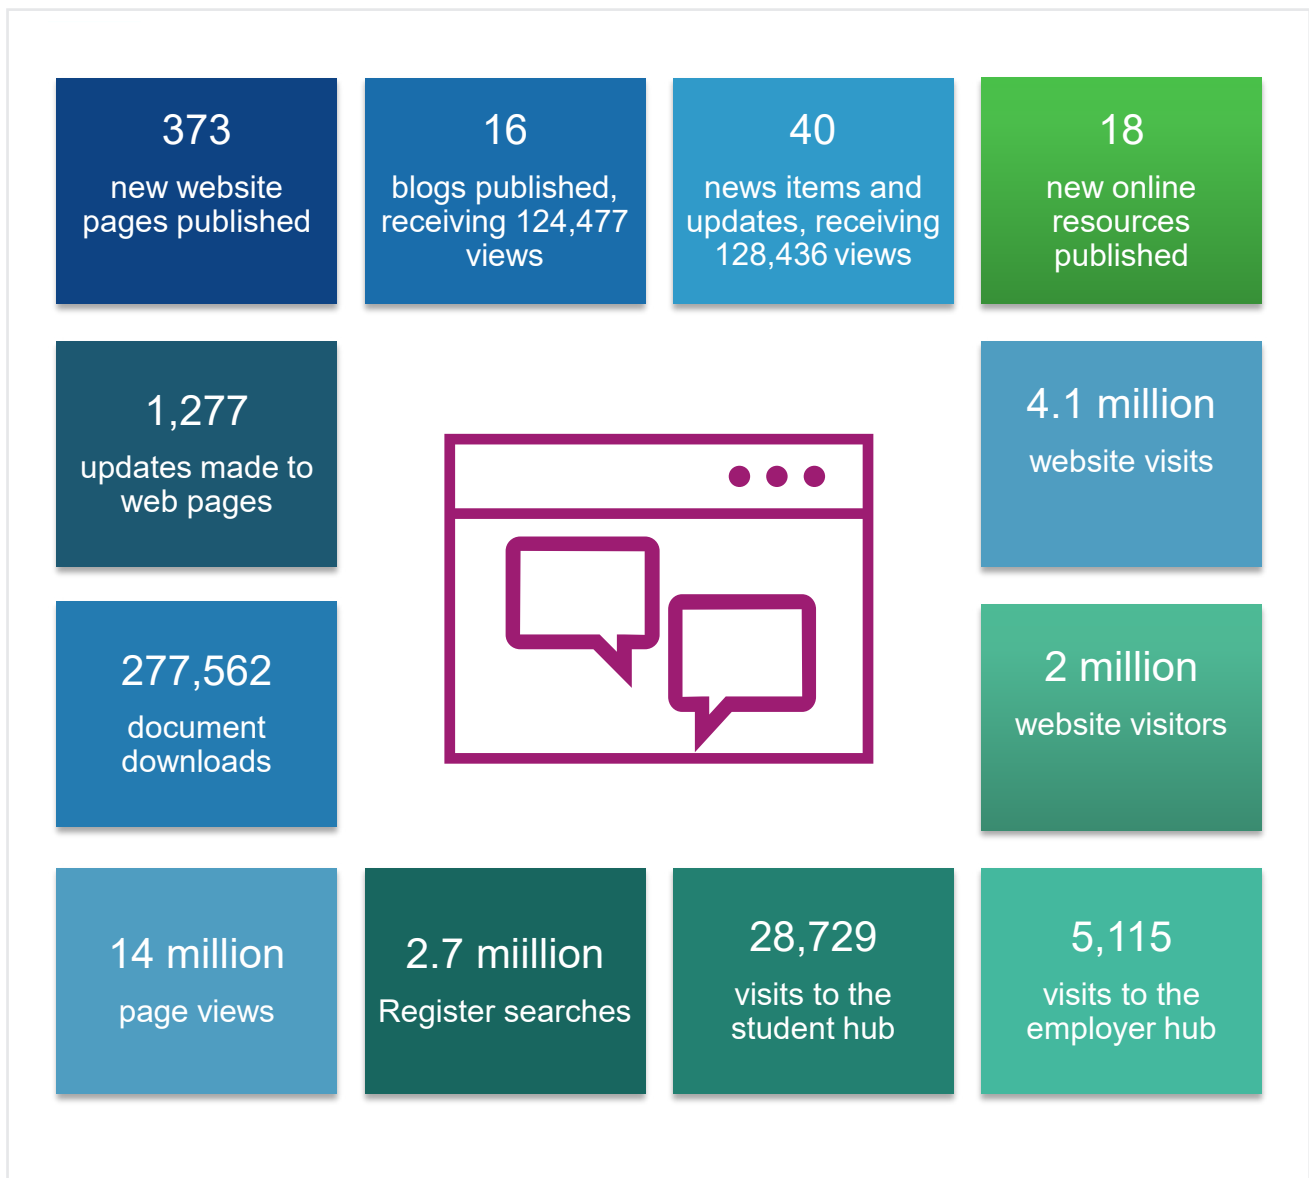 373
new website
pages published
16
blogs published,
receiving 124,477
views
40
news items and
updates, receiving
128,436 views
18
new online
resources
published
1,277
updates made to
web pages
4.1 million
website visits
277,562
document
downloads
2 million
website visitors
14 million
page views
2.7 miillion
Register searches
28,729
visits to the
student hub
5,115
visits to the
employer hub